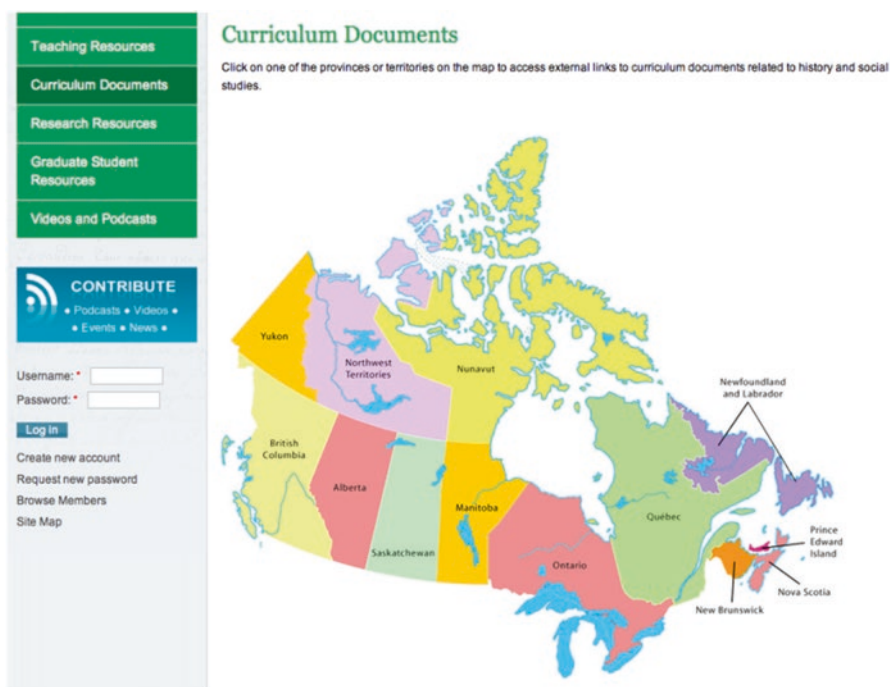 Teaching Resources
Curriculum Documents
Research Resources
Graduate Student
Resources
Videos and Podcasts
CONTRIBUTE
• Podcasts • Videos •
• Events • News •
Username: *
Password: *
Log in
Create new account
Request new password
Browse Members
Site Map
Curriculum Documents
Click on one of the provinces or territories on the map to access external links to curriculum documents related to history and social
studies.
Yukon
Northwest
Territories
Nunavut
Newfoundland
and Labrador
British
Columbia
Alberta
Saskatchewan
Manitoba
Ontario
Québec
Prince
Edward
Island
Nova Scotia
New Brunswick